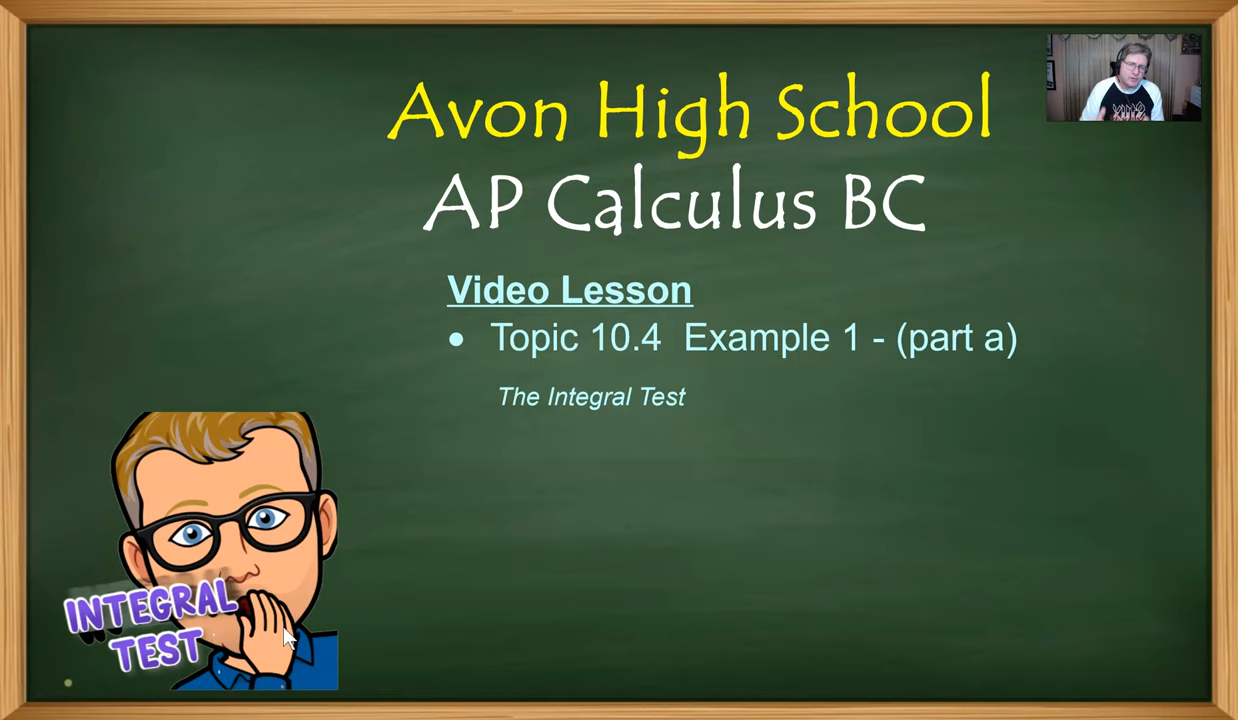 Avon High School
AP Calculus BC
Video Lesson
• Topic 10.4 Example 1 - (part a)
The Integral Test
INTEGRAL
TEST